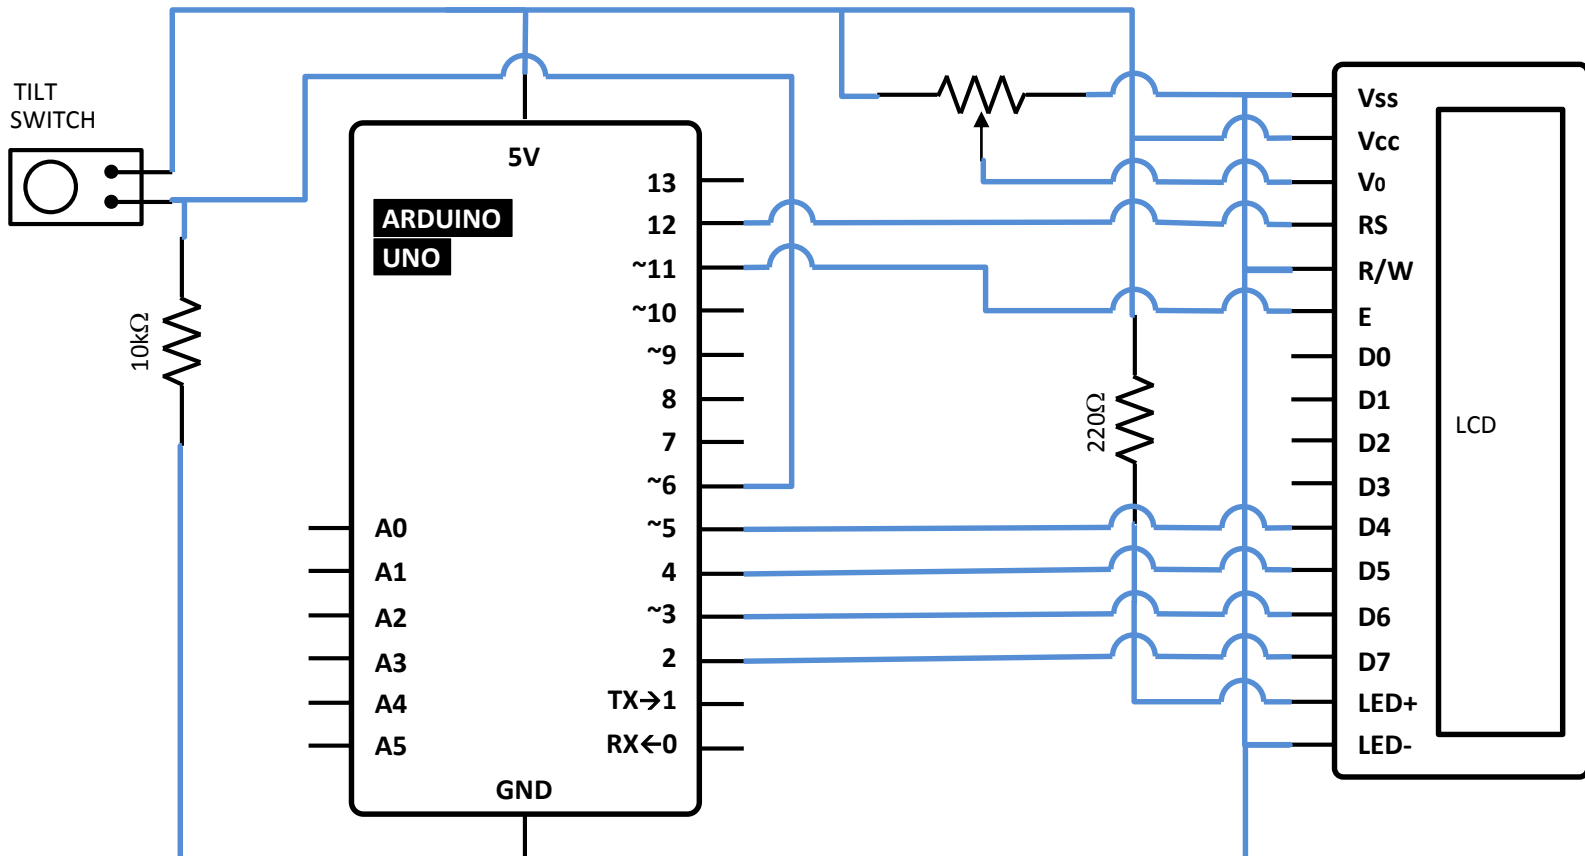 TILT
SWITCH
10kΩ
5V
ARDUINO
UNO
13
12
~11
~10
~9
8
7
~6
~5
4
~3
2
TX→1
RX←0
A0
A1
A2
A3
A4
A5
GND
220Ω
Vss
Vcc
V0
RS
R/W
E
D0
D1
D2
D3
D4
D5
D6
D7
LED+
LED-
LCD